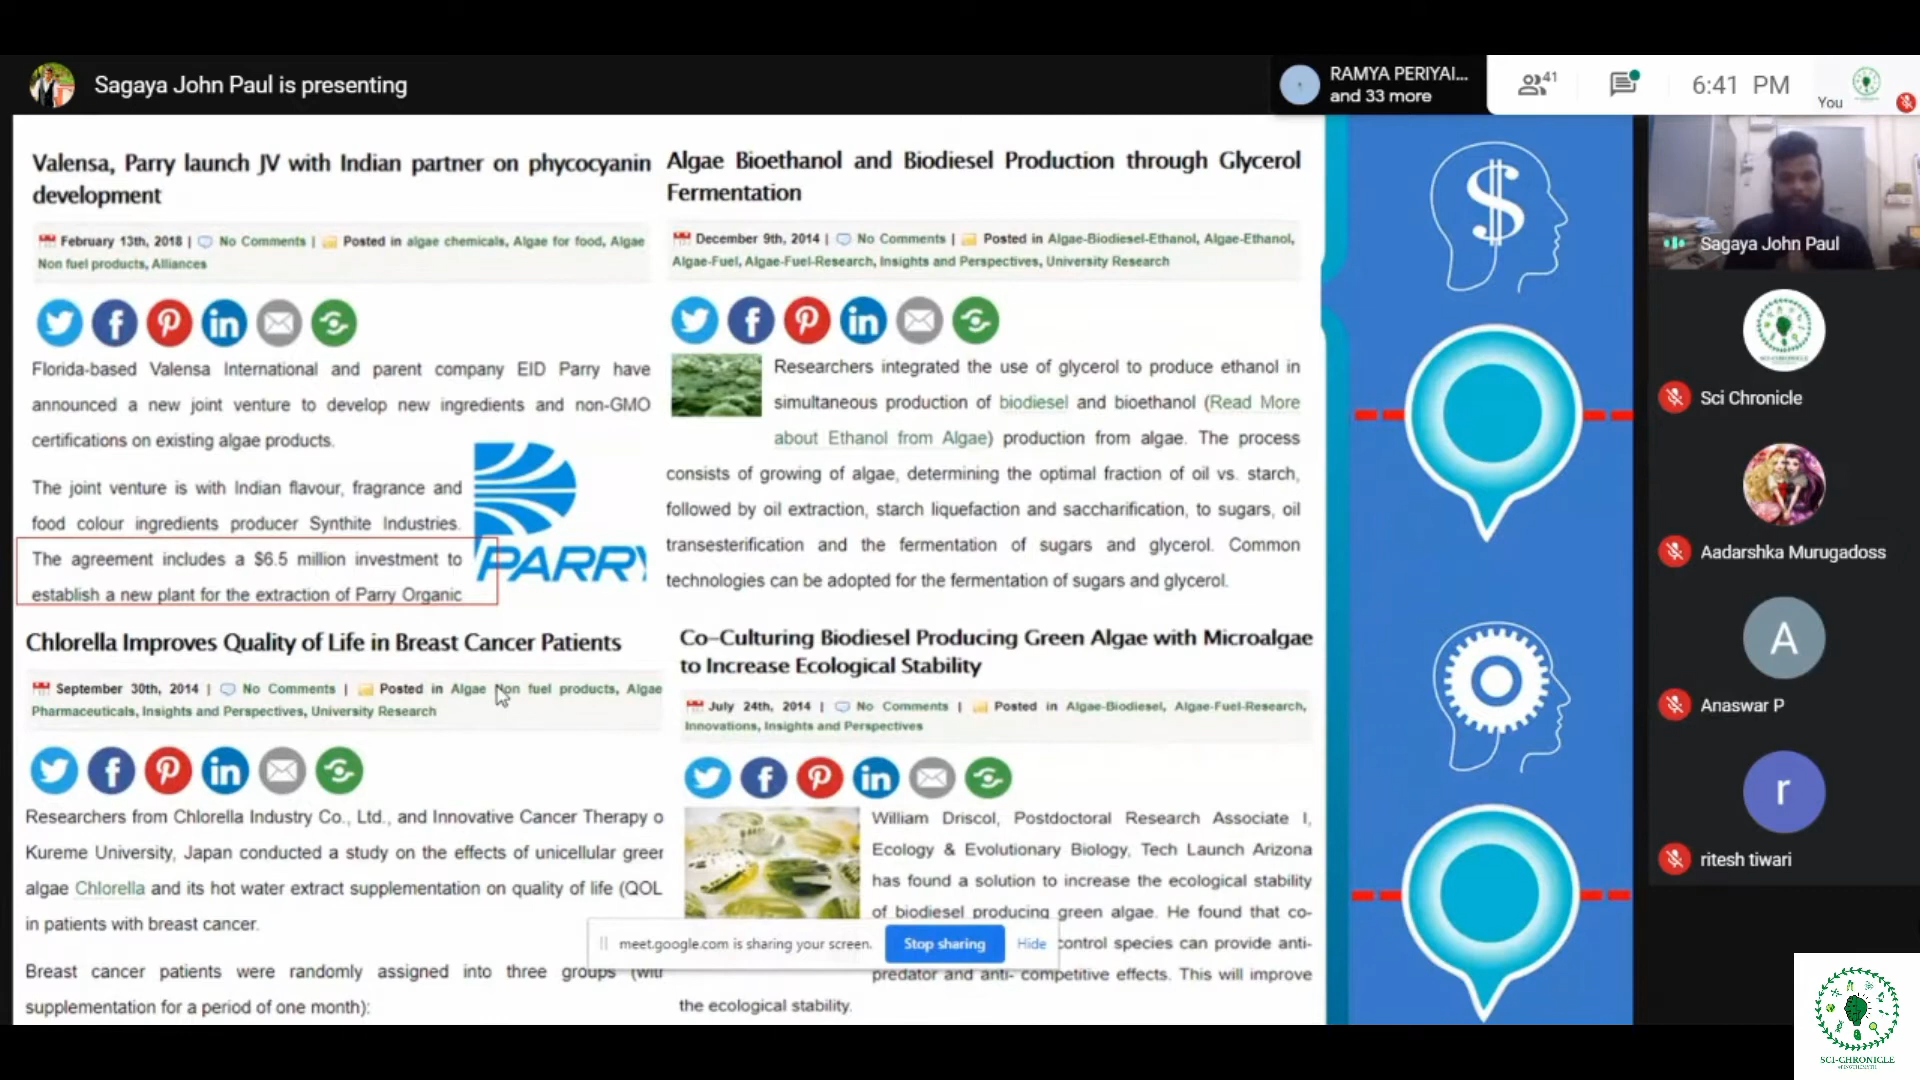 Sagaya John Paul is presenting
RAMYA PERIYAI...
and 33 more
41
6:41 PM
You
Valensa, Parry launch JV with Indian partner on phycocyanin
development
February 13th, 2018 | No Comments | Posted in algae chemicals, Algae for food, Algae
Non fuel products, Alliances
Florida-based Valensa International and parent company EID Parry have
announced a new joint venture to develop new ingredients and non-GMO
certifications on existing algae products.
The joint venture is with Indian flavour, fragrance and
food colour ingredients producer Synthite Industries.
The agreement includes a $6.5 million investment to
establish a new plant for the extraction of Parry Organic
PARRY
Algae Bioethanol and Biodiesel Production through Glycerol
Fermentation
December 9th, 2014 | No Comments | Posted in Algae-Biodiesel-Ethanol, Algae-Ethanol,
Algae-Fuel, Algae-Fuel-Research, Insights and Perspectives, University Research
Researchers integrated the use of glycerol to produce ethanol in
simultaneous production of biodiesel and bioethanol (Read More
about Ethanol from Algae) production from algae. The process
consists of growing of algae, determining the optimal fraction of oil vs. starch,
followed by oil extraction, starch liquefaction and saccharification, to sugars, oil
transesterification and the fermentation of sugars and glycerol. Common
technologies can be adopted for the fermentation of sugars and glycerol.
Chlorella Improves Quality of Life in Breast Cancer Patients
September 30th, 2014 | No Comments | Posted in Algae Non fuel products, Algae
Pharmaceuticals, Insights and Perspectives, University Research
Researchers from Chlorella Industry Co., Ltd., and Innovative Cancer Therapy o
Kureme University, Japan conducted a study on the effects of unicellular greer
algae Chlorella and its hot water extract supplementation on quality of life (QOL
in patients with breast cancer.
Breast cancer patients were randomly assigned into three groups (with
supplementation for a period of one month):
Co-Culturing Biodiesel Producing Green Algae with Microalgae
to Increase Ecological Stability
July 24th, 2014 | No Comments | Posted in Algae-Biodiesel, Algae-Fuel-Research,
Innovations, Insights and Perspectives
William Driscol, Postdoctoral Research Associate I,
Ecology & Evolutionary Biology, Tech Launch Arizona
has found a solution to increase the ecological stability
of biodiesel producing green algae. He found that co-
control species can provide anti-
predator and anti- competitive effects. This will improve
the ecological stability.
meet.google.com is sharing your screen.
Stop sharing
Hide
$
Sagaya John Paul
Sci Chronicle
Aadarshka Murugadoss
A
Anaswar P
r
ritesh tiwari
SCI-CHRONICLE